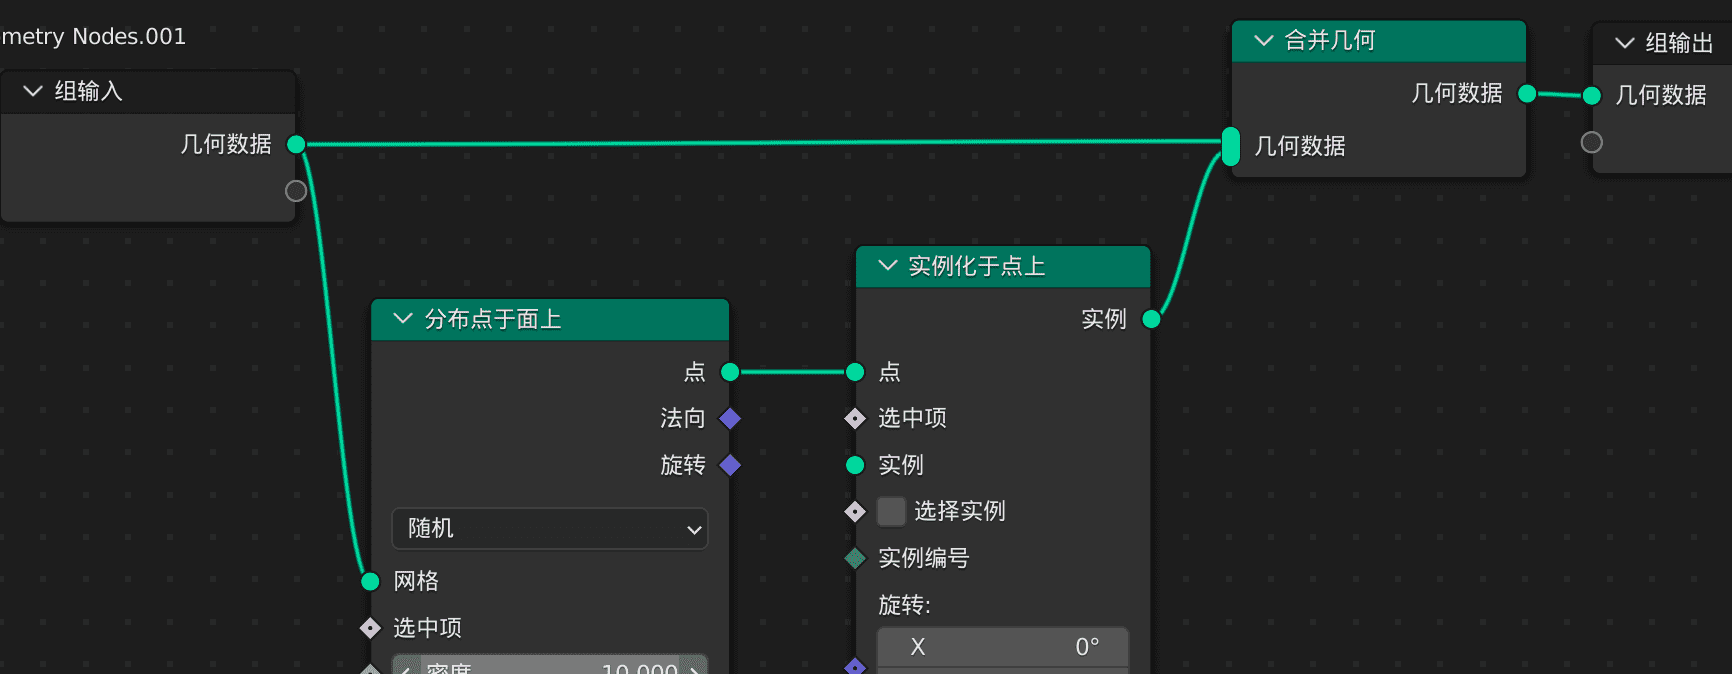 metry Nodes.001
组输入
几何数据
合并几何
几何数据
几何数据
组输出
几何数据
分布点于面上
点
法向
旋转
随机
网格
选中项
密度 10.000
实例化于点上
实例
点
选中项
实例
选择实例
实例编号
旋转:
X 0°